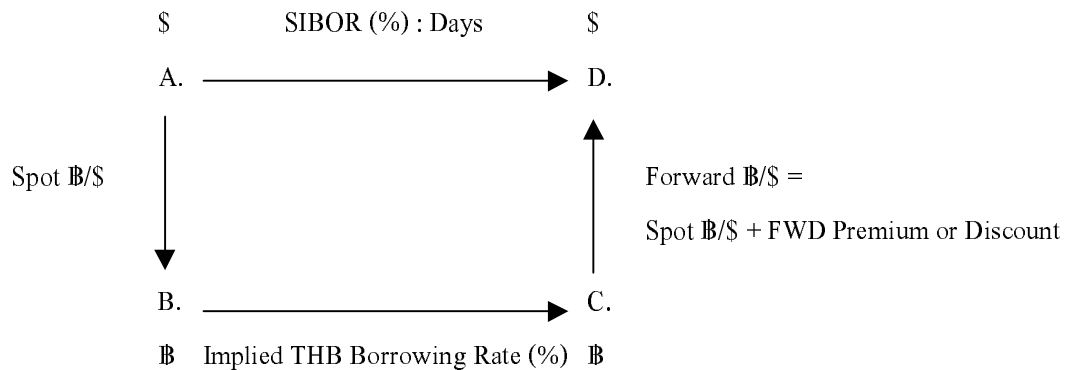 $ SIBOR (%) : Days $
A. D.
Spot ฿/$ Forward ฿/$ =
Spot ฿/$ + FWD Premium or Discount
B. C.
฿ Implied THB Borrowing Rate (%) ฿